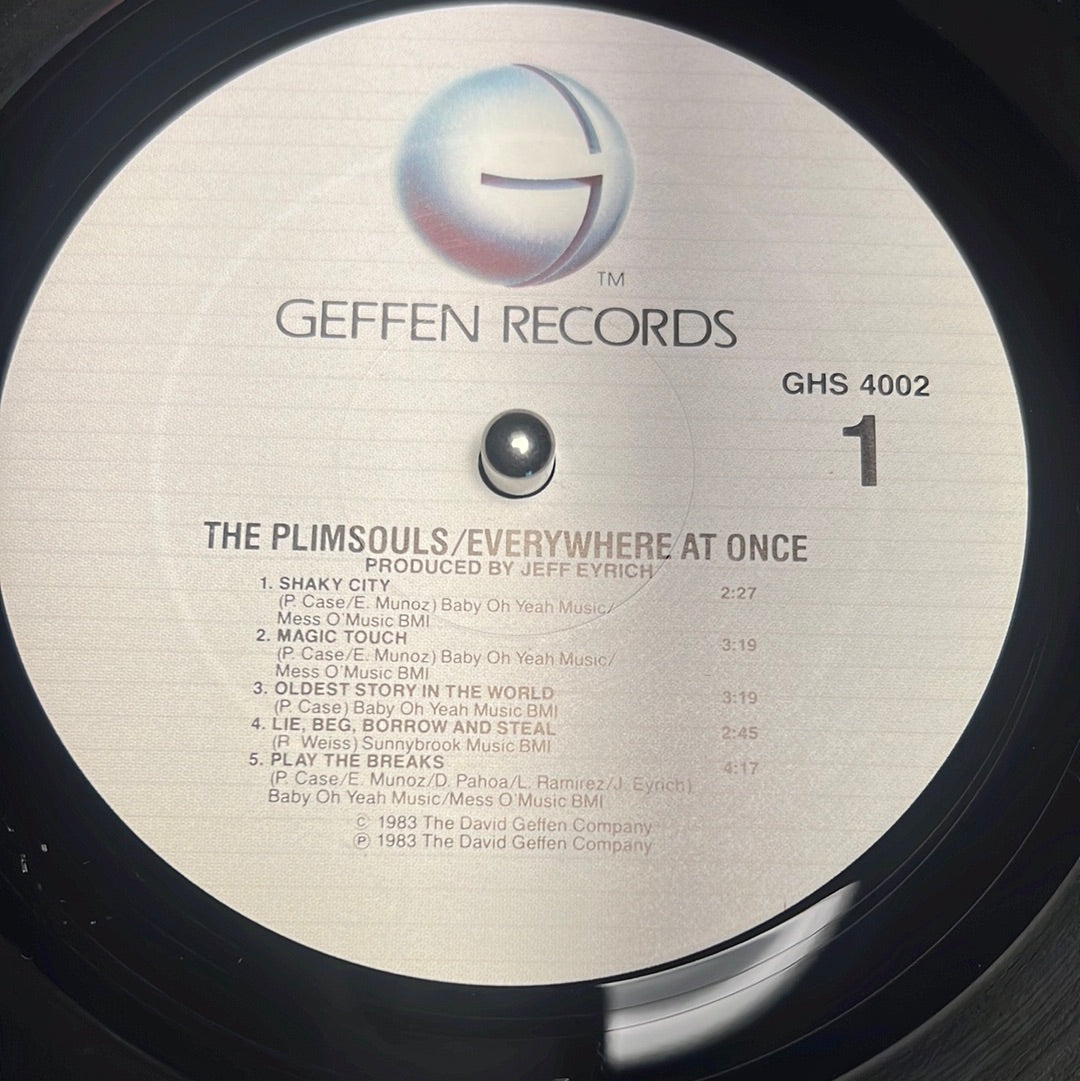 TM
GEFFEN RECORDS
GHS 4002
1
THE PLIMSOULS/EVERYWHERE AT ONCE
PRODUCED BY JEFF EYRICH
1. SHAKY CITY 2:27
(P. Case/E. Munoz) Baby Oh Yeah Music/
Mess O'Music BMI
2. MAGIC TOUCH 3:19
(P. Case/E. Munoz) Baby Oh Yeah Music/
Mess O'Music BMI
3. OLDEST STORY IN THE WORLD 3:19
(P. Case) Baby Oh Yeah Music BMI
4. LIE, BEG, BORROW AND STEAL 2:45
(R. Weiss) Sunnybrook Music BMI
5. PLAY THE BREAKS 4:17
(P. Case/E. Munoz/D. Pahoa/L. Ramirez/J. Eyrich)
Baby Oh Yeah Music/Mess O'Music BMI
© 1983 The David Geffen Company
℗ 1983 The David Geffen Company